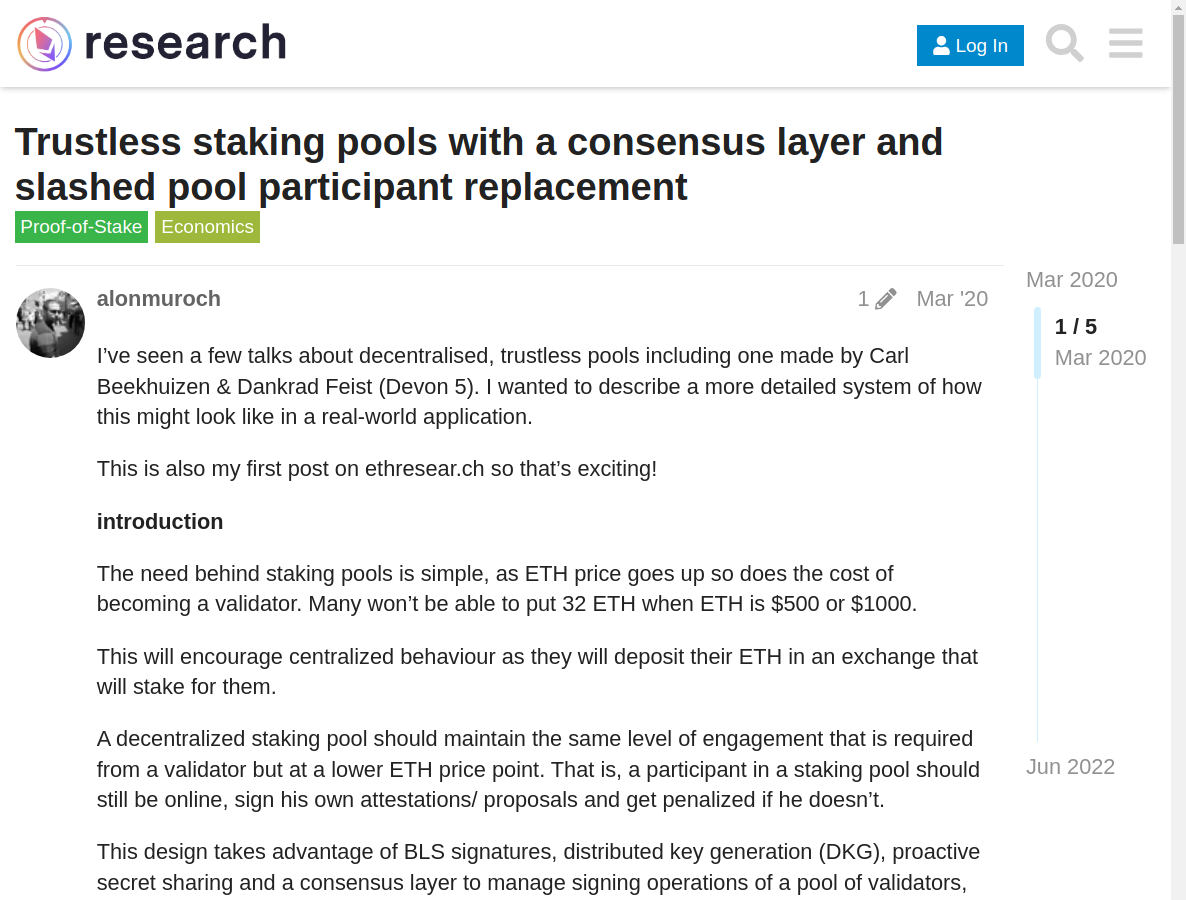 research
Log In
Trustless staking pools with a consensus layer and
slashed pool participant replacement
Proof-of-Stake Economics
alonmuroch 1 Mar '20
Mar 2020
1 / 5
Mar 2020
I’ve seen a few talks about decentralised, trustless pools including one made by Carl
Beekhuizen & Dankrad Feist (Devon 5). I wanted to describe a more detailed system of how
this might look like in a real-world application.
This is also my first post on ethresear.ch so that’s exciting!
introduction
The need behind staking pools is simple, as ETH price goes up so does the cost of
becoming a validator. Many won’t be able to put 32 ETH when ETH is $500 or $1000.
This will encourage centralized behaviour as they will deposit their ETH in an exchange that
will stake for them.
A decentralized staking pool should maintain the same level of engagement that is required
from a validator but at a lower ETH price point. That is, a participant in a staking pool should
still be online, sign his own attestations/ proposals and get penalized if he doesn’t.
Jun 2022
This design takes advantage of BLS signatures, distributed key generation (DKG), proactive
secret sharing and a consensus layer to manage signing operations of a pool of validators,